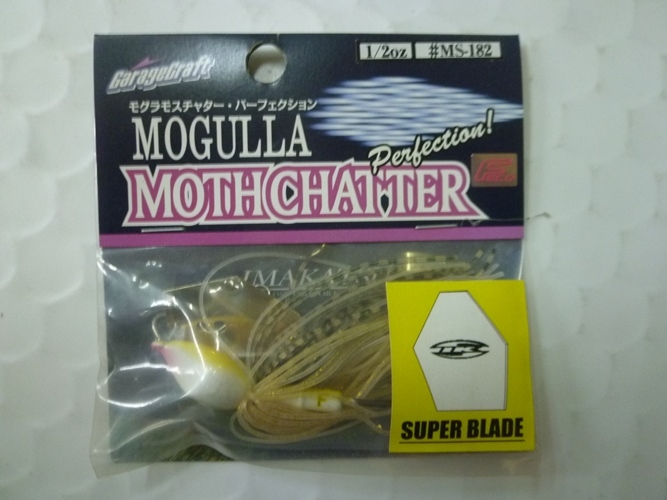 GarageCraft
1/2oz
#MS-182
モグラモスチャター・パーフェクション
MOGULLA
Perfection!
MOTHCHATTER
IMAKA
SUPER BLADE